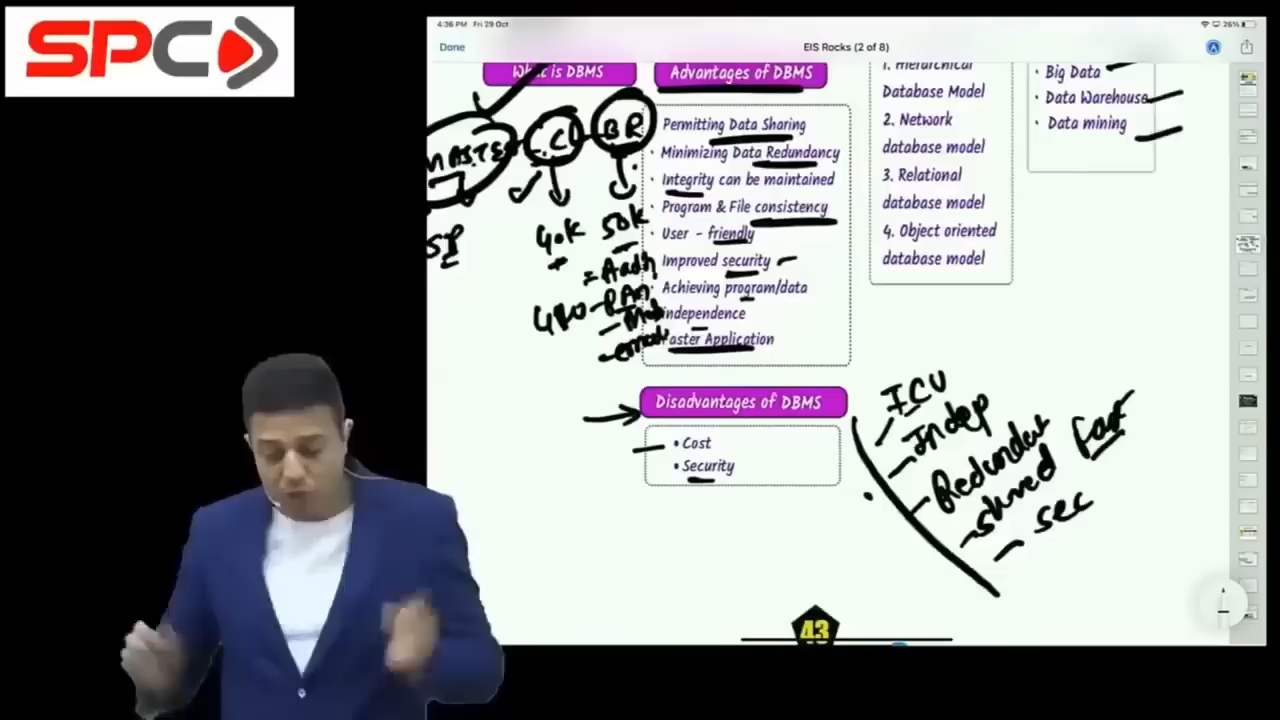 SPC
4:36 PM Fri 29 Oct
26%
Done
EIS Rocks (2 of 8)
What is DBMS
Advantages of DBMS
Permitting Data Sharing
• Minimizing Data Redundancy
• Integrity can be maintained
• Program & File consistency
• User - friendly
• Improved security
• Achieving program/data
independence
Faster Application
Disadvantages of DBMS
• Cost
• Security
1. Hierarchical
Database Model
2. Network
database model
3. Relational
database model
4. Object oriented
database model
• Big Data
• Data Warehouse
• Data mining
CI
BR
40K
50K
PAN
ICU
Indep
Redundat
shared
sec
fast
43